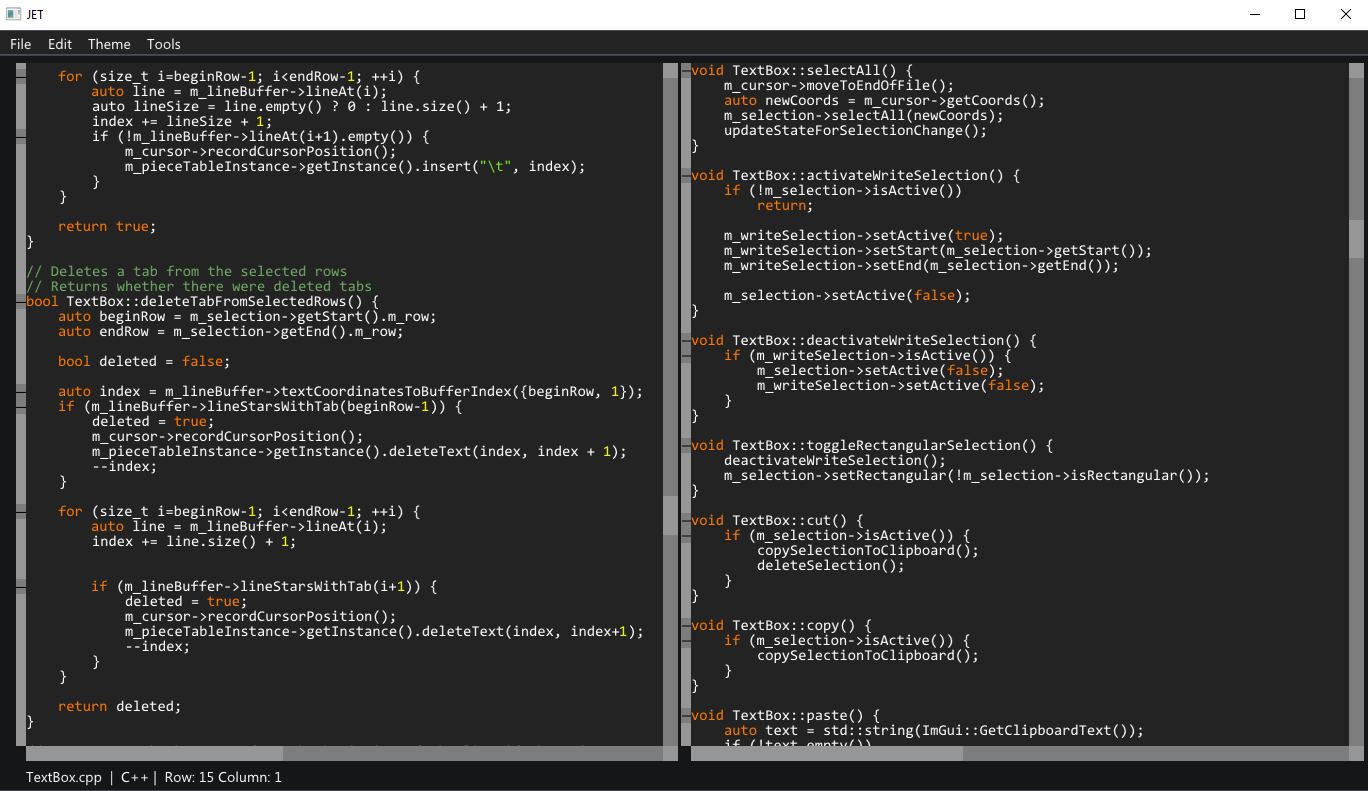 JET
File Edit Theme Tools
for (size_t i=beginRow-1; i<endRow-1; ++i) {
auto line = m_lineBuffer->lineAt(i);
auto lineSize = line.empty() ? 0 : line.size() + 1;
index += lineSize + 1;
if (!m_lineBuffer->lineAt(i+1).empty()) {
m_cursor->recordCursorPosition();
m_pieceTableInstance->getInstance().insert("\t", index);
}
}
return true;
}
// Deletes a tab from the selected rows
// Returns whether there were deleted tabs
bool TextBox::deleteTabFromSelectedRows() {
auto beginRow = m_selection->getStart().m_row;
auto endRow = m_selection->getEnd().m_row;
bool deleted = false;
auto index = m_lineBuffer->textCoordinatesToBufferIndex({beginRow, 1});
if (m_lineBuffer->lineStarsWithTab(beginRow-1)) {
deleted = true;
m_cursor->recordCursorPosition();
m_pieceTableInstance->getInstance().deleteText(index, index + 1);
--index;
}
for (size_t i=beginRow-1; i<endRow-1; ++i) {
auto line = m_lineBuffer->lineAt(i);
index += line.size() + 1;
if (m_lineBuffer->lineStarsWithTab(i+1)) {
deleted = true;
m_cursor->recordCursorPosition();
m_pieceTableInstance->getInstance().deleteText(index, index+1);
--index;
}
}
return deleted;
}
void TextBox::selectAll() {
m_cursor->moveToEndOfFile();
auto newCoords = m_cursor->getCoords();
m_selection->selectAll(newCoords);
updateStateForSelectionChange();
}
void TextBox::activateWriteSelection() {
if (!m_selection->isActive())
return;
m_writeSelection->setActive(true);
m_writeSelection->setStart(m_selection->getStart());
m_writeSelection->setEnd(m_selection->getEnd());
m_selection->setActive(false);
}
void TextBox::deactivateWriteSelection() {
if (m_writeSelection->isActive()) {
m_selection->setActive(false);
m_writeSelection->setActive(false);
}
}
void TextBox::toggleRectangularSelection() {
deactivateWriteSelection();
m_selection->setRectangular(!m_selection->isRectangular());
}
void TextBox::cut() {
if (m_selection->isActive()) {
copySelectionToClipboard();
deleteSelection();
}
}
void TextBox::copy() {
if (m_selection->isActive()) {
copySelectionToClipboard();
}
}
void TextBox::paste() {
auto text = std::string(ImGui::GetClipboardText());
if (!text.empty())
TextBox.cpp | C++ | Row: 15 Column: 1